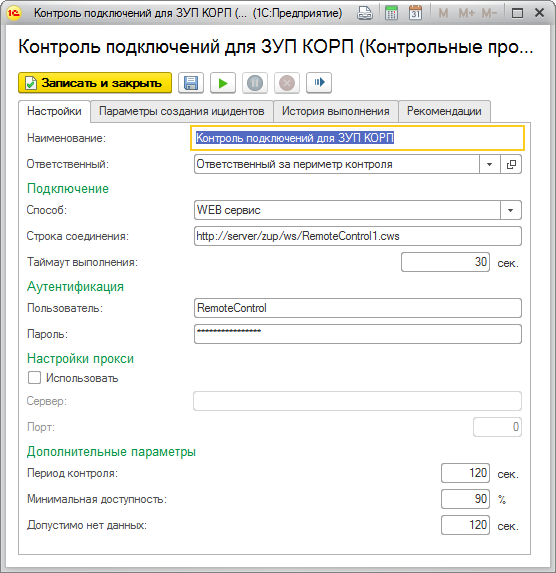 Контроль подключений для ЗУП КОРП (... (1С:Предприятие)
M M+ M-
Контроль подключений для ЗУП КОРП (Контрольные про...
Записать и закрыть
Настройки Параметры создания ицидентов История выполнения Рекомендации
Наименование: Контроль подключений для ЗУП КОРП
Ответственный: Ответственный за периметр контроля
Подключение
Способ: WEB сервис
Строка соединения: http://server/zup/ws/RemoteControl1.cws
Таймаут выполнения: 30 сек.
Аутентификация
Пользователь: RemoteControl
Пароль: ****************
Настройки прокси
Использовать
Сервер:
Порт: 0
Дополнительные параметры
Период контроля: 120 сек.
Минимальная доступность: 90 %
Допустимо нет данных: 120 сек.